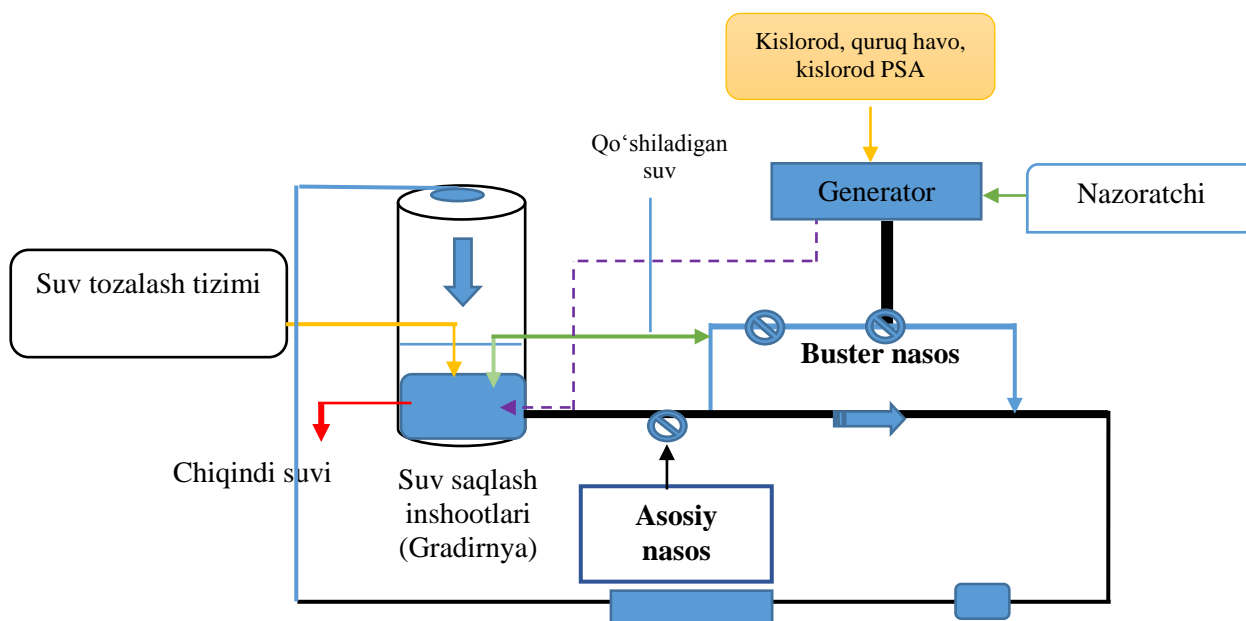 Kislorod, quruq havo,
kislorod PSA
Qo‘shiladigan
suv
Generator
Nazoratchi
Suv tozalash tizimi
Buster nasos
Chiqindi suvi
Suv saqlash
inshootlari
(Gradirnya)
Asosiy
nasos